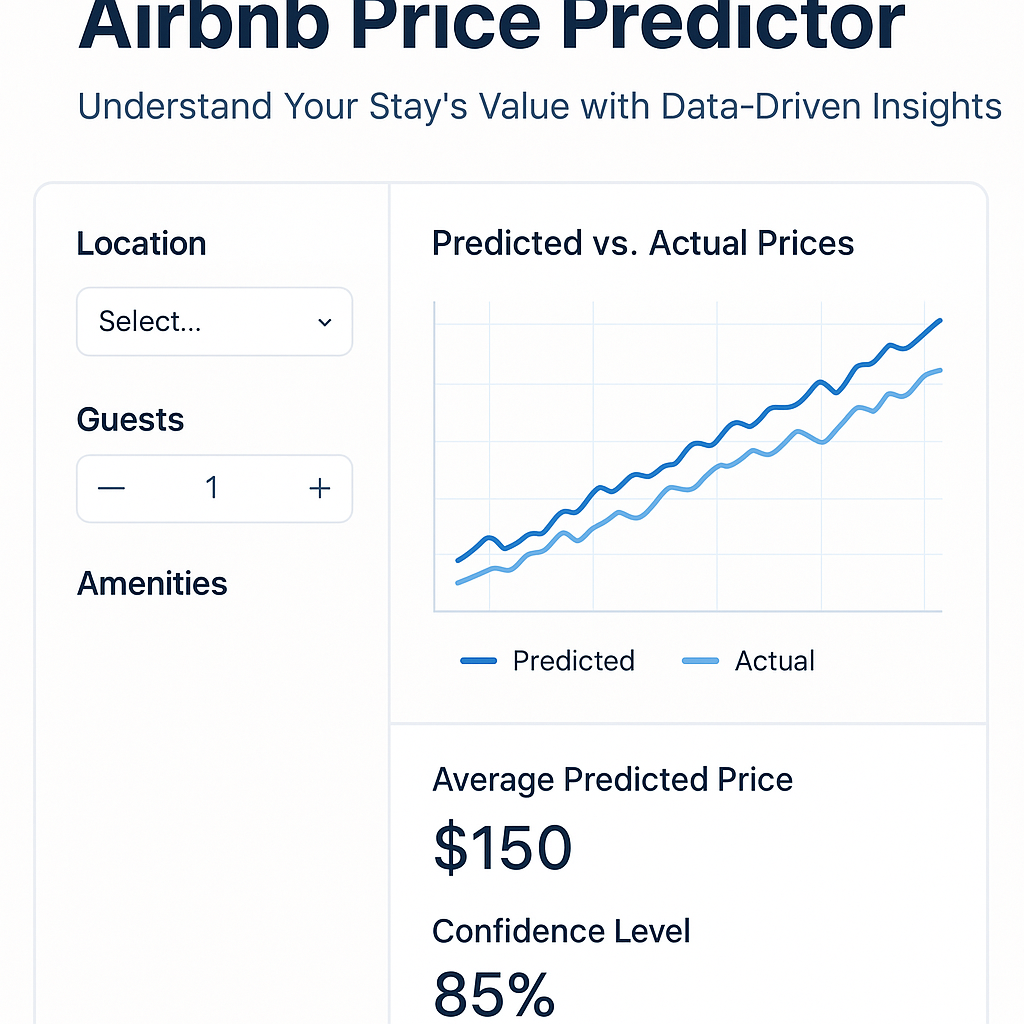 Airbnb Price Predictor
Understand Your Stay's Value with Data-Driven Insights
Location
Select...
Guests
— 1 +
Amenities
Predicted vs. Actual Prices
Predicted Actual
Average Predicted Price
$150
Confidence Level
85%